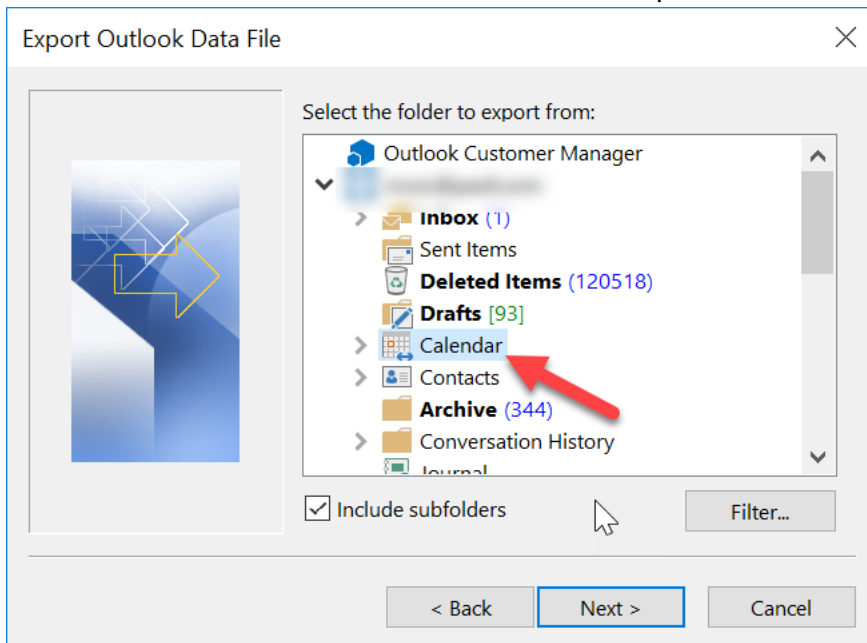 Export Outlook Data File
Select the folder to export from:
Outlook Customer Manager
Inbox (1)
Sent Items
Deleted Items (120518)
Drafts [93]
Calendar
Contacts
Archive (344)
Conversation History
Journal
Include subfolders
Filter...
< Back
Next >
Cancel